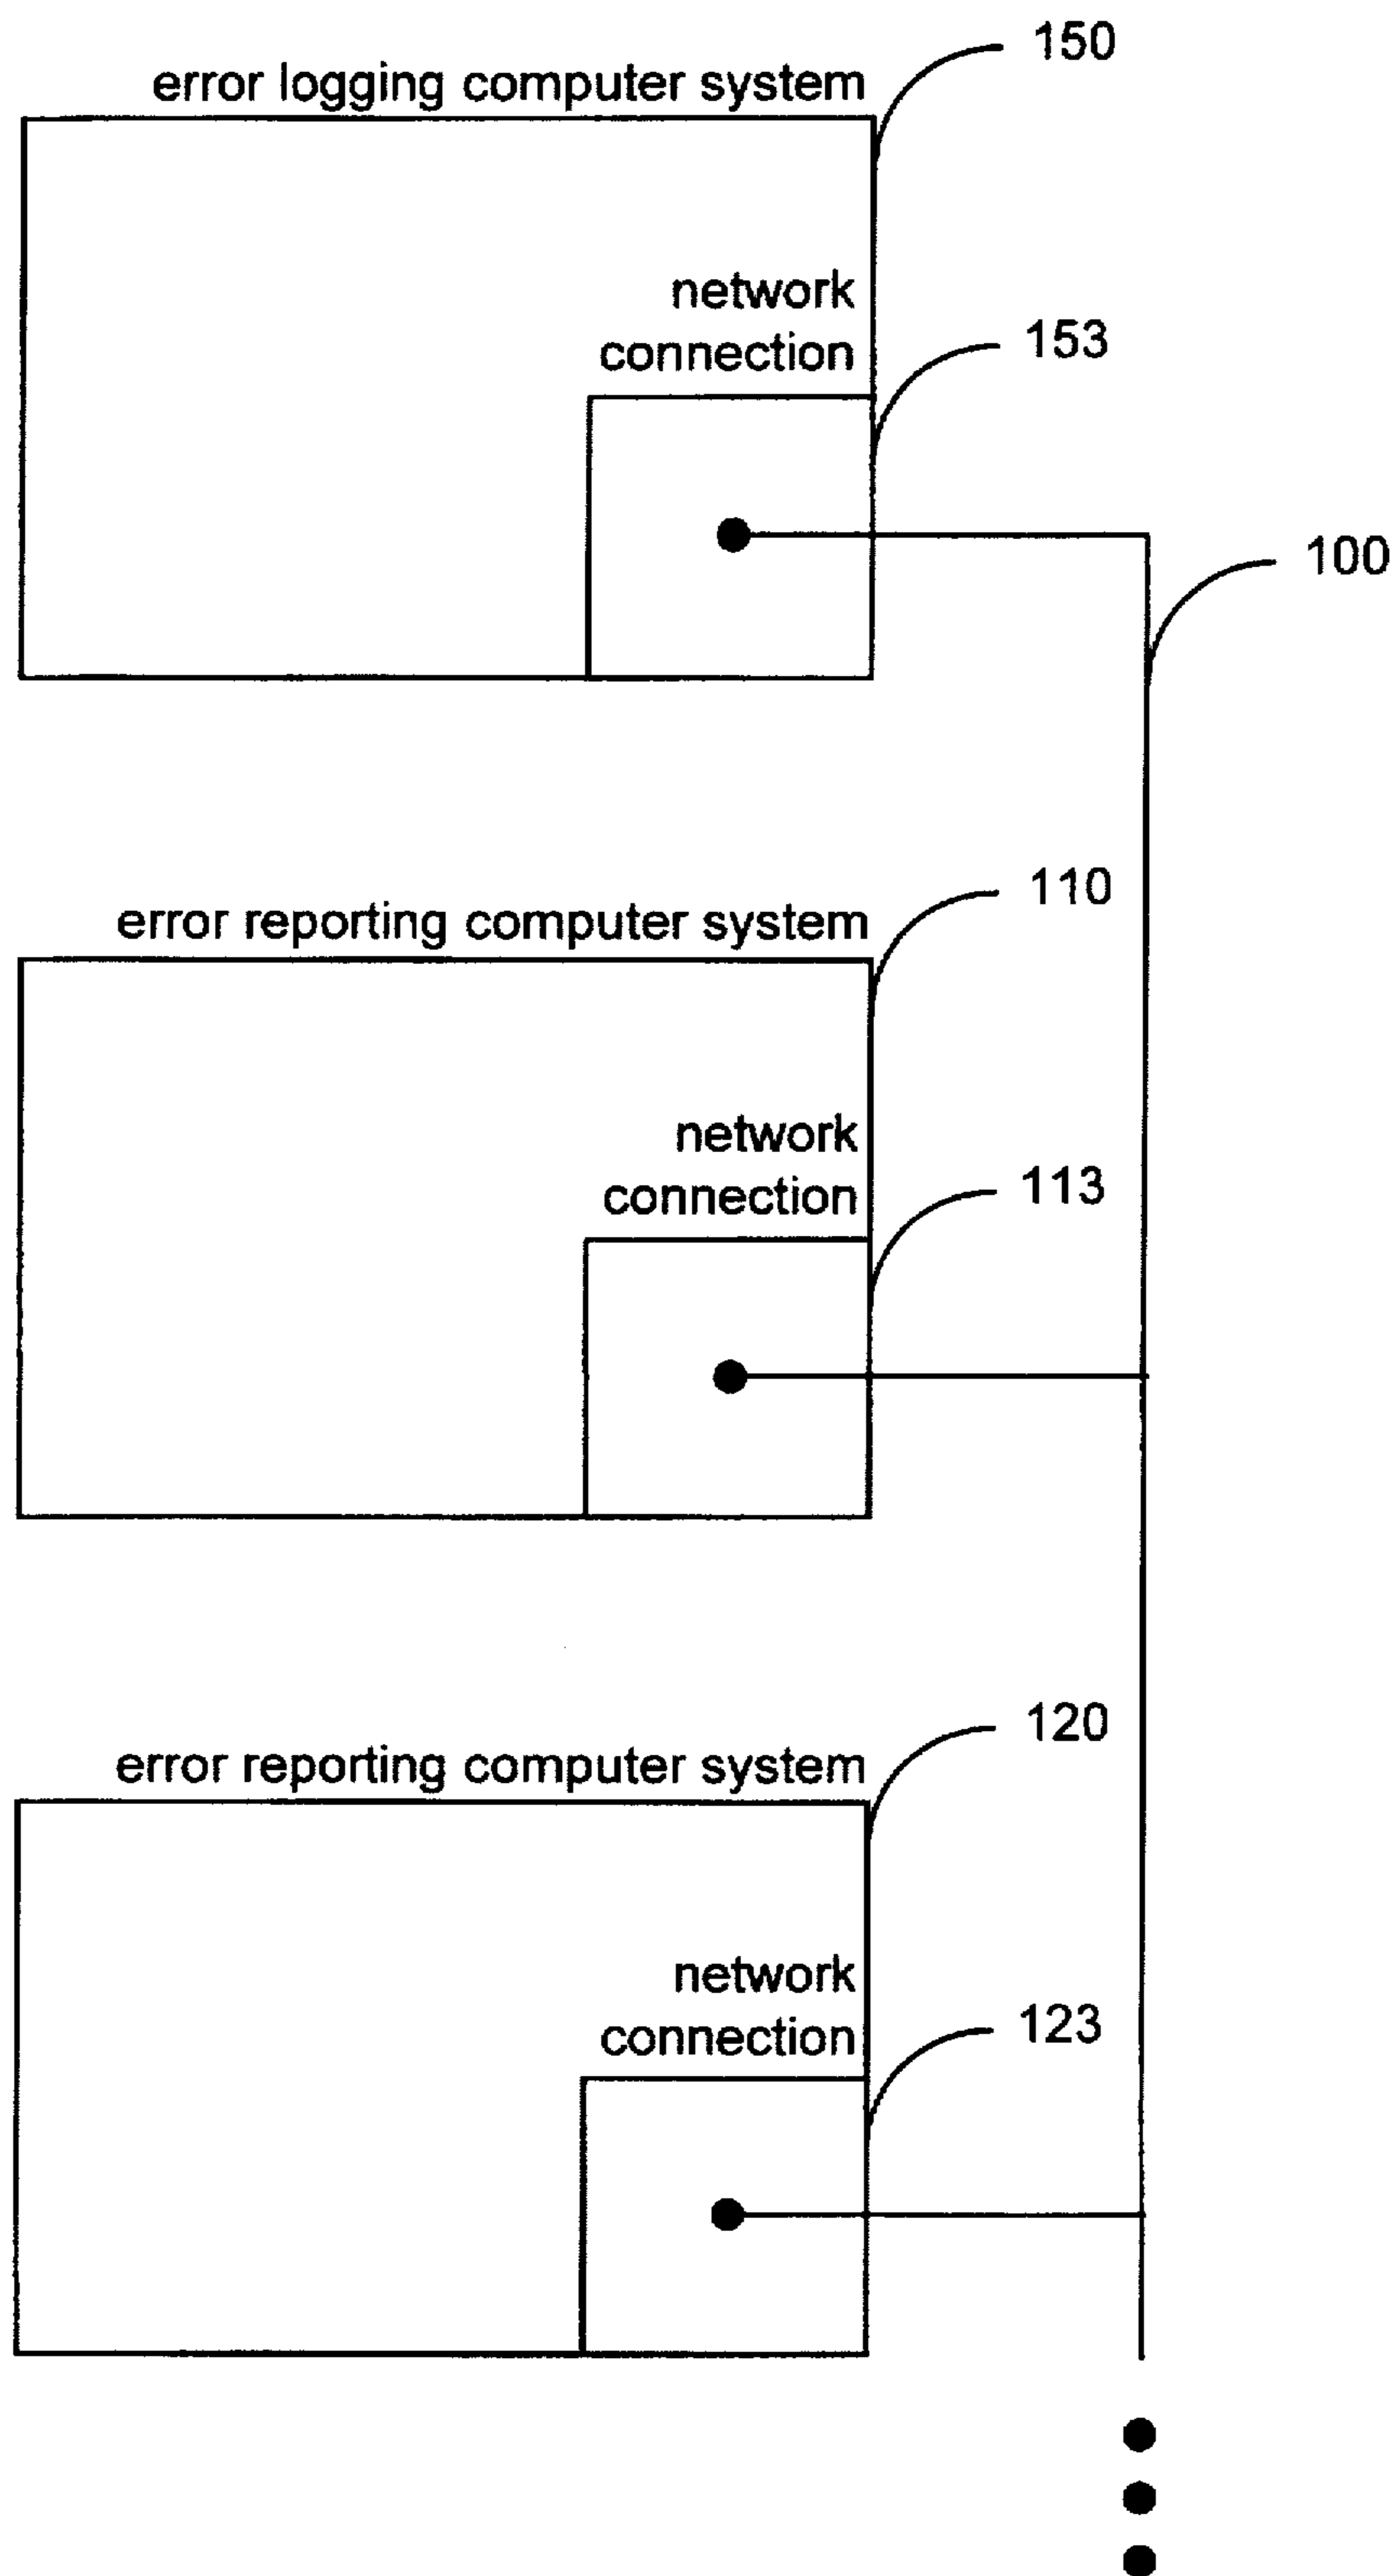 150
error logging computer system
network
connection
153
100
110
error reporting computer system
network
connection
113
120
error reporting computer system
network
connection
123